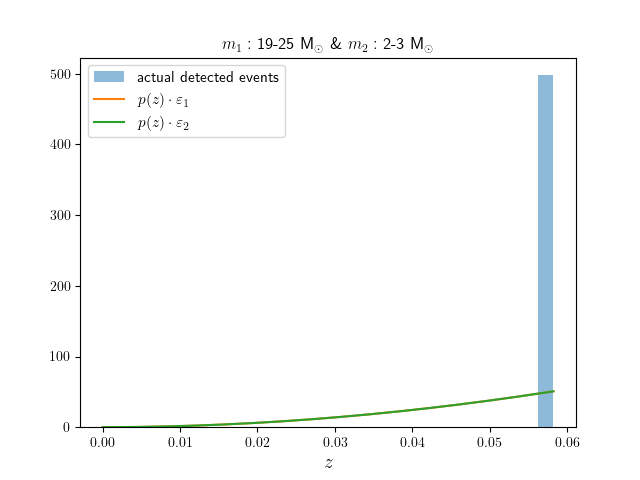 m₁ : 19-25 M⊙ & m₂ : 2-3 M⊙
actual detected events
p(z) · ε₁
p(z) · ε₂
500
400
300
200
100
0
0.00 0.01 0.02 0.03 0.04 0.05 0.06
z